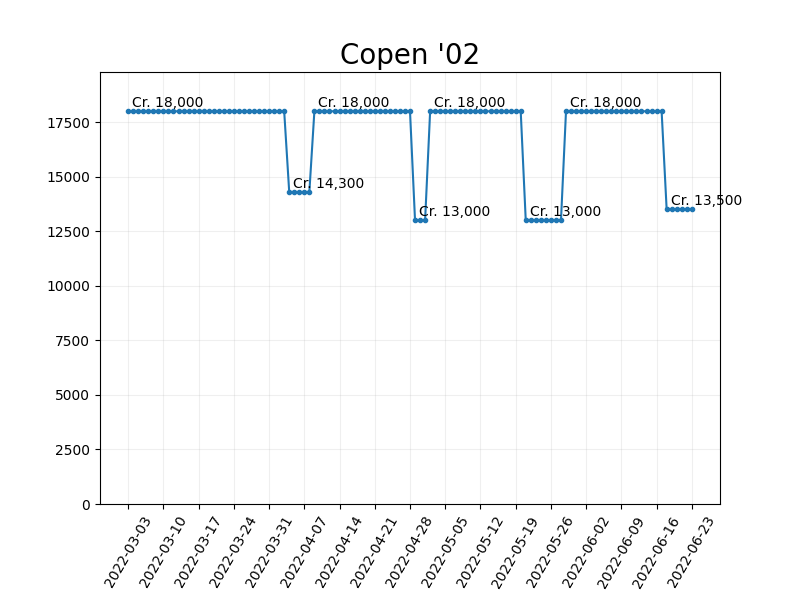 Copen '02
Cr. 18,000
Cr. 18,000
Cr. 18,000
Cr. 18,000
Cr. 14,300
Cr. 13,000
Cr. 13,000
Cr. 13,500
17500
15000
12500
10000
7500
5000
2500
0
2022-03-03
2022-03-10
2022-03-17
2022-03-24
2022-03-31
2022-04-07
2022-04-14
2022-04-21
2022-04-28
2022-05-05
2022-05-12
2022-05-19
2022-05-26
2022-06-02
2022-06-09
2022-06-16
2022-06-23